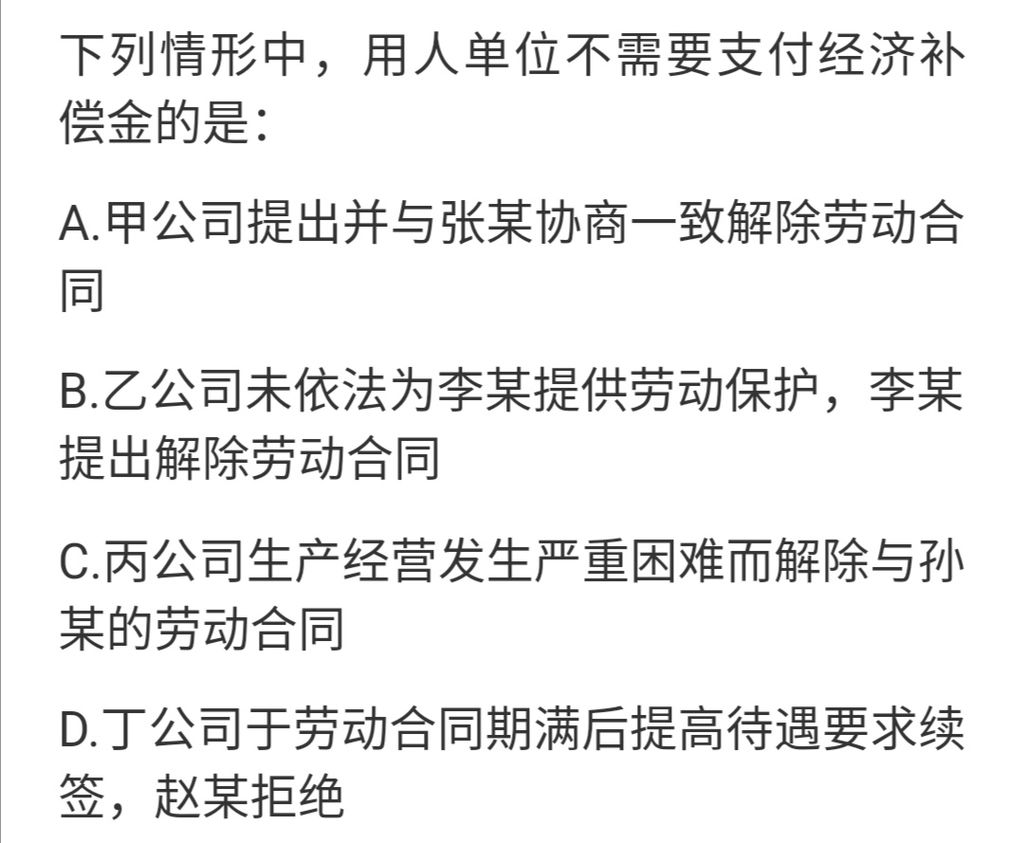 下列情形中，用人单位不需要支付经济补
偿金的是：
A.甲公司提出并与张某协商一致解除劳动合
同
B.乙公司未依法为李某提供劳动保护，李某
提出解除劳动合同
C.丙公司生产经营发生严重困难而解除与孙
某的劳动合同
D.丁公司于劳动合同期满后提高待遇要求续
签，赵某拒绝